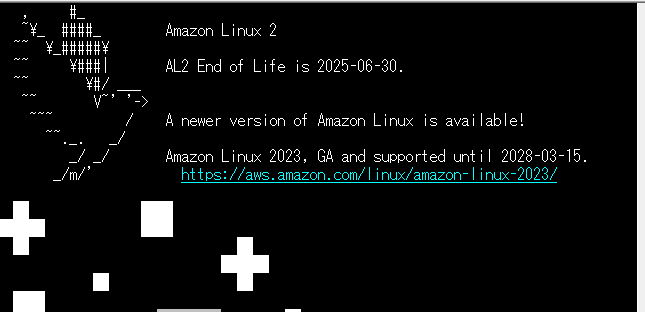 Amazon Linux 2
AL2 End of Life is 2025-06-30.
A newer version of Amazon Linux is available!
Amazon Linux 2023, GA and supported until 2028-03-15.
https://aws.amazon.com/linux/amazon-linux-2023/